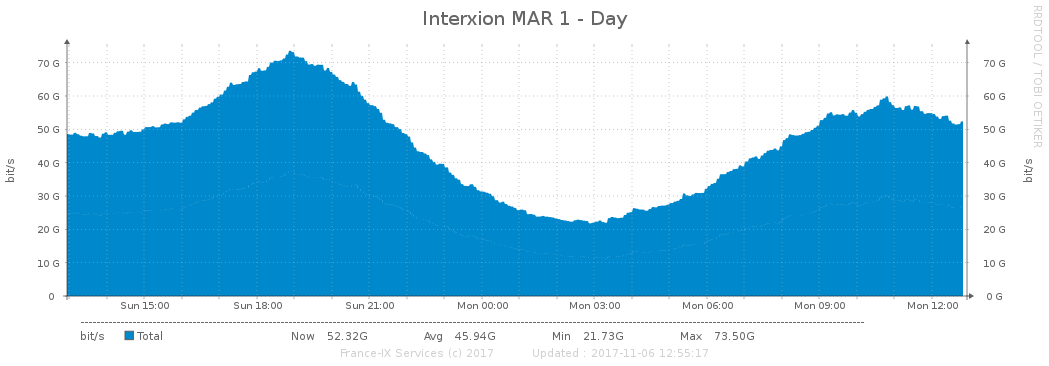 Interxion MAR 1 - Day
RRDTOOL / TOBI OETIKER
bit/s
70 G 70 G
60 G 60 G
50 G 50 G
40 G 40 G
30 G 30 G
20 G 20 G
10 G 10 G
0 0 G
bit/s
Sun 15:00 Sun 18:00 Sun 21:00 Mon 00:00 Mon 03:00 Mon 06:00 Mon 09:00 Mon 12:00
bit/s Total Now 52.32G Avg 45.94G Min 21.73G Max 73.50G
France-IX Services (c) 2017 Updated : 2017-11-06 12:55:17